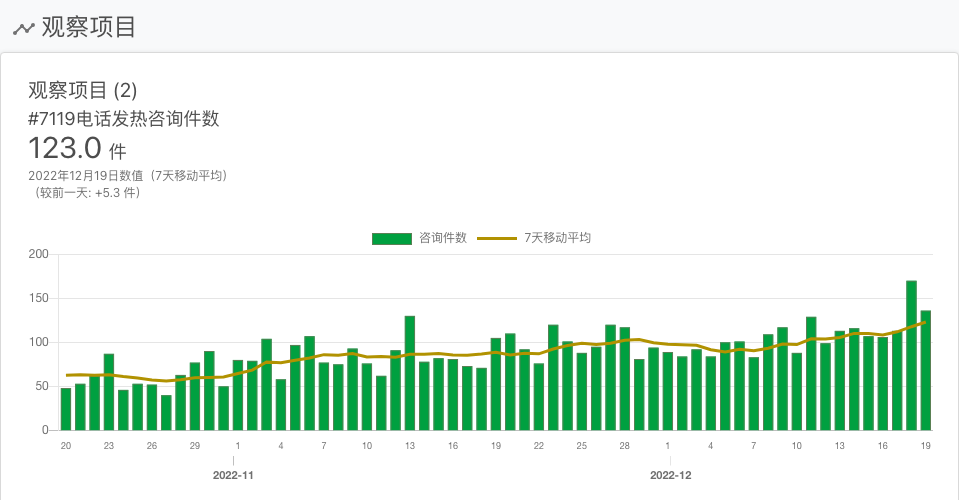 观察项目
观察项目 (2)
#7119电话发热咨询件数
123.0 件
2022年12月19日数值（7天移动平均）
（较前一天: +5.3 件）
咨询件数 7天移动平均
200
150
100
50
0
20 23 26 29 1 4 7 10 13 16 19 22 25 28 1 4 7 10 13 16 19
2022-11 2022-12